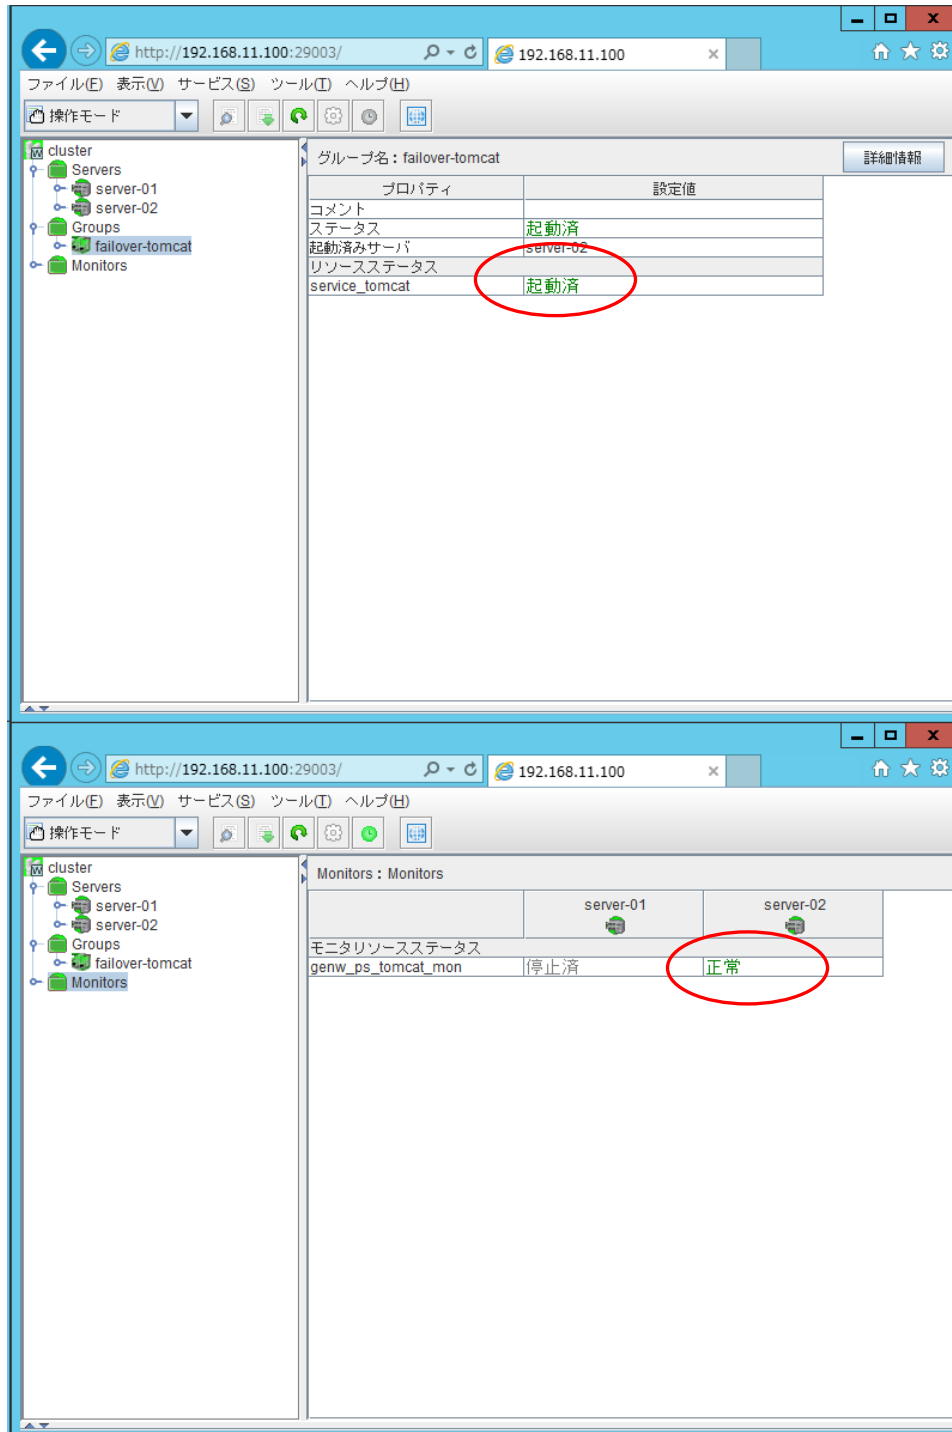 http://192.168.11.100:29003/
192.168.11.100
ファイル(F) 表示(V) サービス(S) ツール(T) ヘルプ(H)
操作モード
cluster
Servers
server-01
server-02
Groups
failover-tomcat
Monitors
グループ名 : failover-tomcat
詳細情報
プロパティ 設定値
コメント
ステータス 起動済
起動済みサーバ server-02
リソースステータス
service_tomcat 起動済
http://192.168.11.100:29003/
192.168.11.100
ファイル(F) 表示(V) サービス(S) ツール(T) ヘルプ(H)
操作モード
cluster
Servers
server-01
server-02
Groups
failover-tomcat
Monitors
Monitors : Monitors
server-01 server-02
モニタリソースステータス
genw_ps_tomcat_mon 停止済 正常